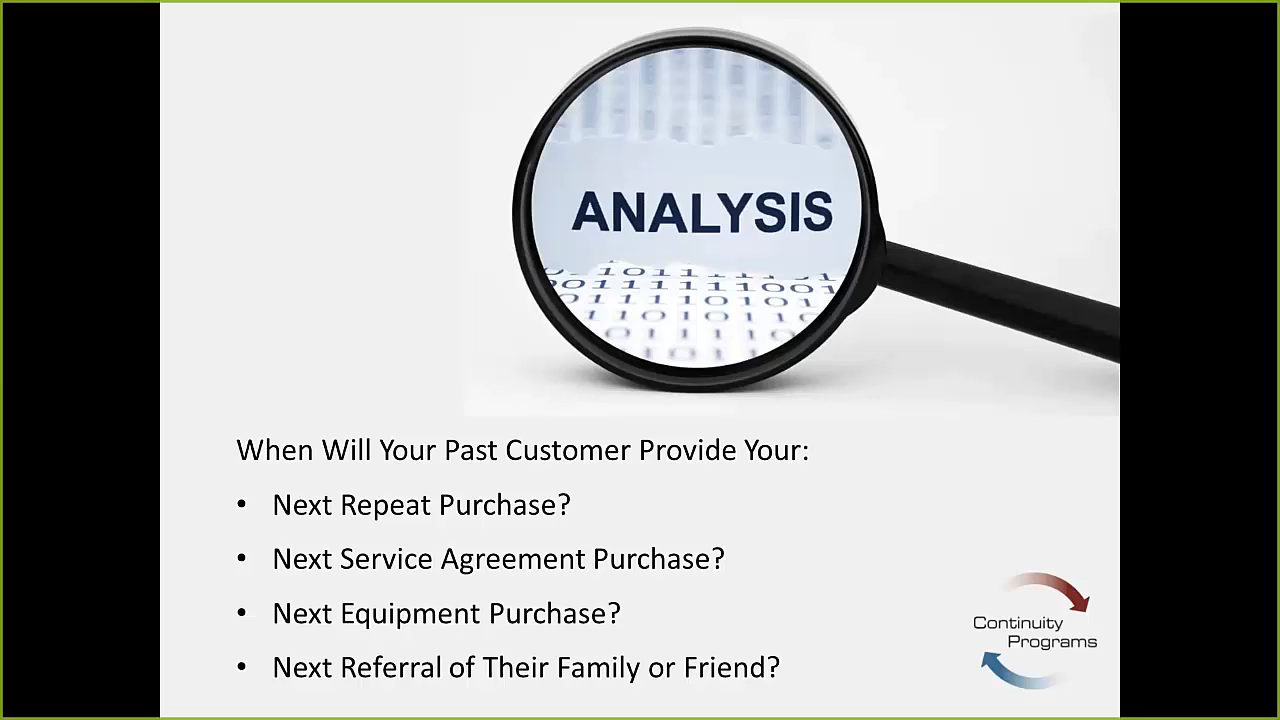 ANALYSIS
When Will Your Past Customer Provide Your:
• Next Repeat Purchase?
• Next Service Agreement Purchase?
• Next Equipment Purchase?
• Next Referral of Their Family or Friend?
Continuity
Programs